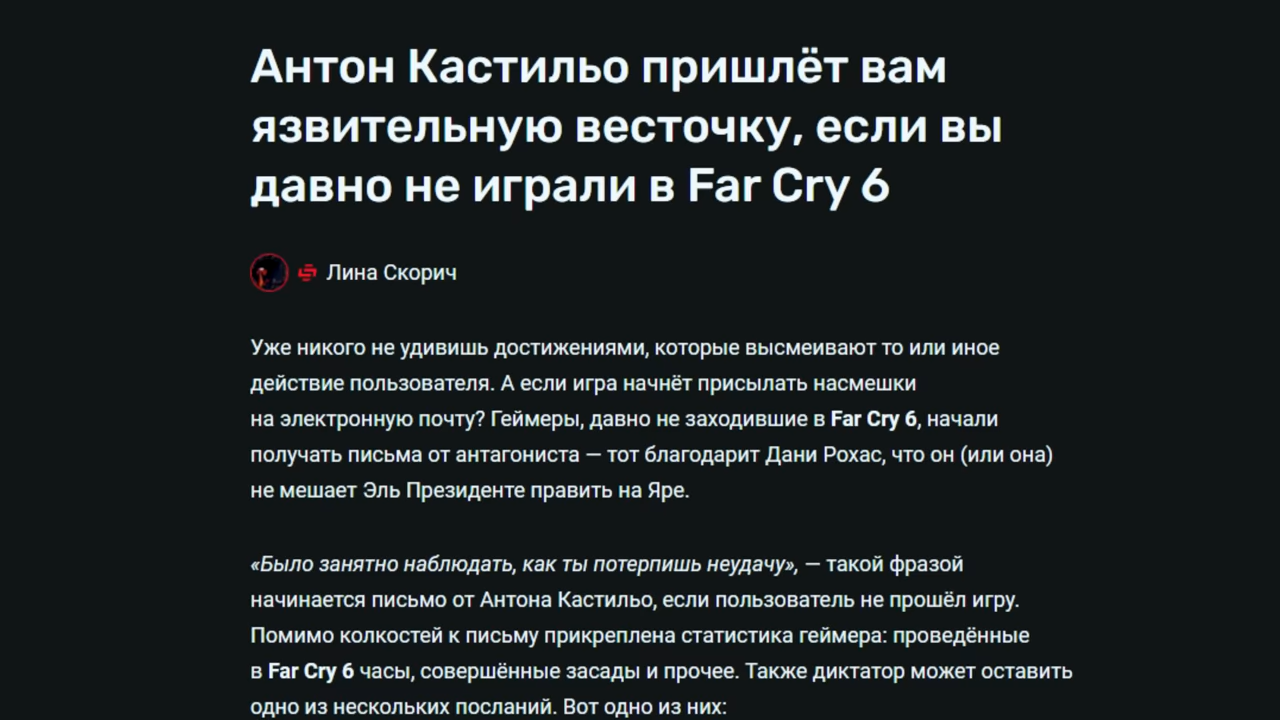 Антон Кастильо пришлёт вам
язвительную весточку, если вы
давно не играли в Far Cry 6
Лина Скорич
Уже никого не удивишь достижениями, которые высмеивают то или иное
действие пользователя. А если игра начнёт присылать насмешки
на электронную почту? Геймеры, давно не заходившие в Far Cry 6, начали
получать письма от антагониста — тот благодарит Дани Рохас, что он (или она)
не мешает Эль Президенте править на Яре.
«Было занятно наблюдать, как ты потерпишь неудачу», — такой фразой
начинается письмо от Антона Кастильо, если пользователь не прошёл игру.
Помимо колкостей к письму прикреплена статистика геймера: проведённые
в Far Cry 6 часы, совершённые засады и прочее. Также диктатор может оставить
одно из нескольких посланий. Вот одно из них: